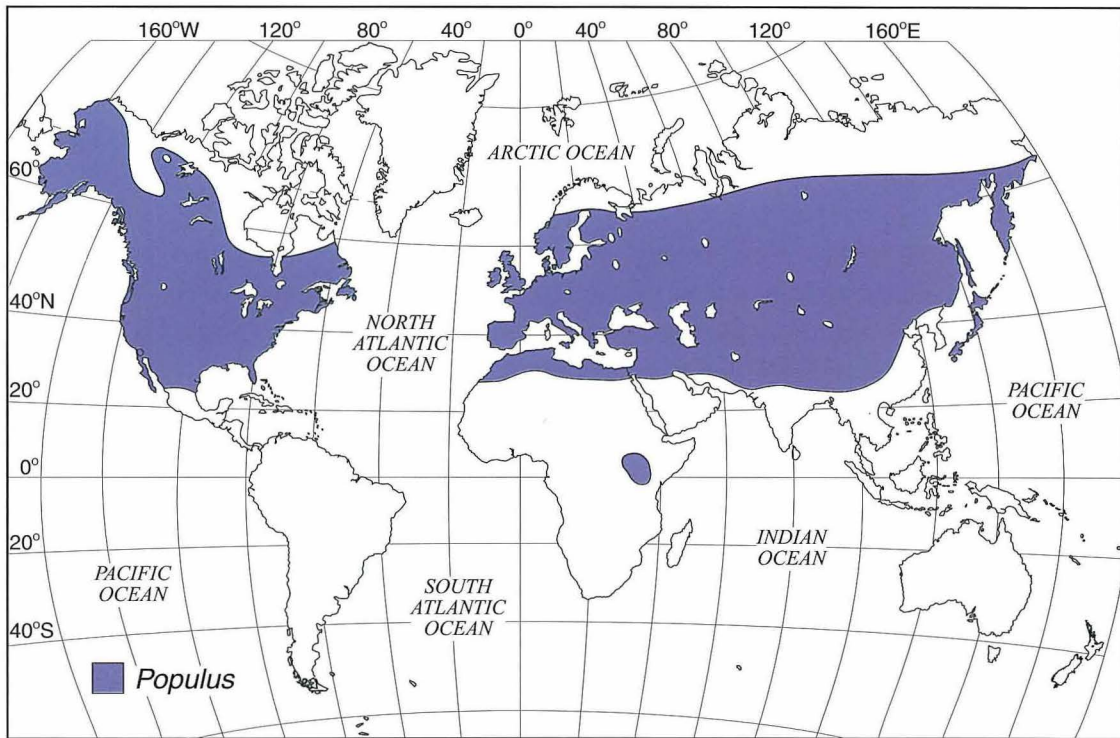 160°W 120° 80° 40° 0° 40° 80° 120° 160°E
ARCTIC OCEAN
60°
40°N
NORTH
ATLANTIC
OCEAN
20°
PACIFIC
OCEAN
0°
INDIAN
OCEAN
20°
PACIFIC
OCEAN
SOUTH
ATLANTIC
OCEAN
40°S
Populus